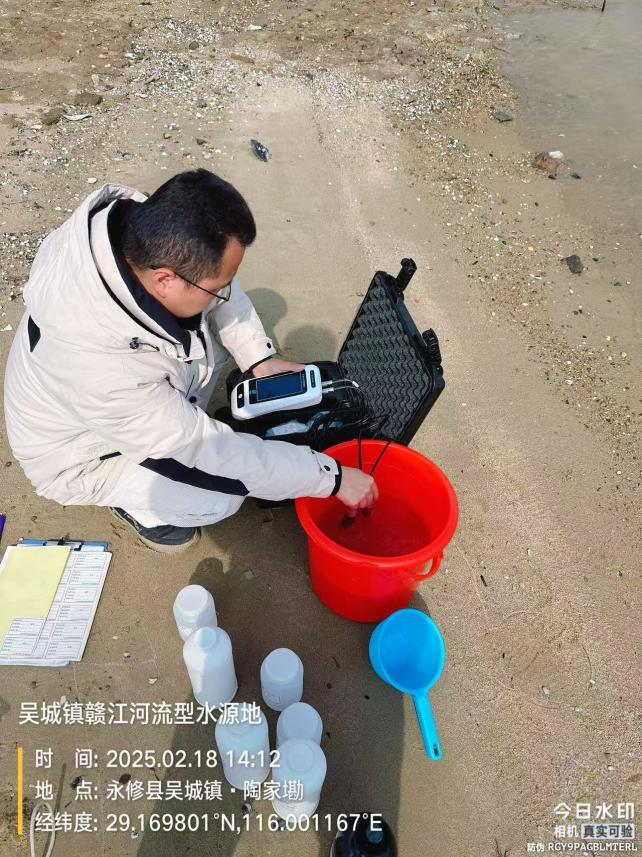 吴城镇赣江河流型水源地
时 间: 2025.02.18 14:12
地 点: 永修县吴城镇·陶家墈
经纬度: 29.169801°N,116.001167°E
今日水印
相机 真实可验
防伪 RGY9PAGBLMTERL